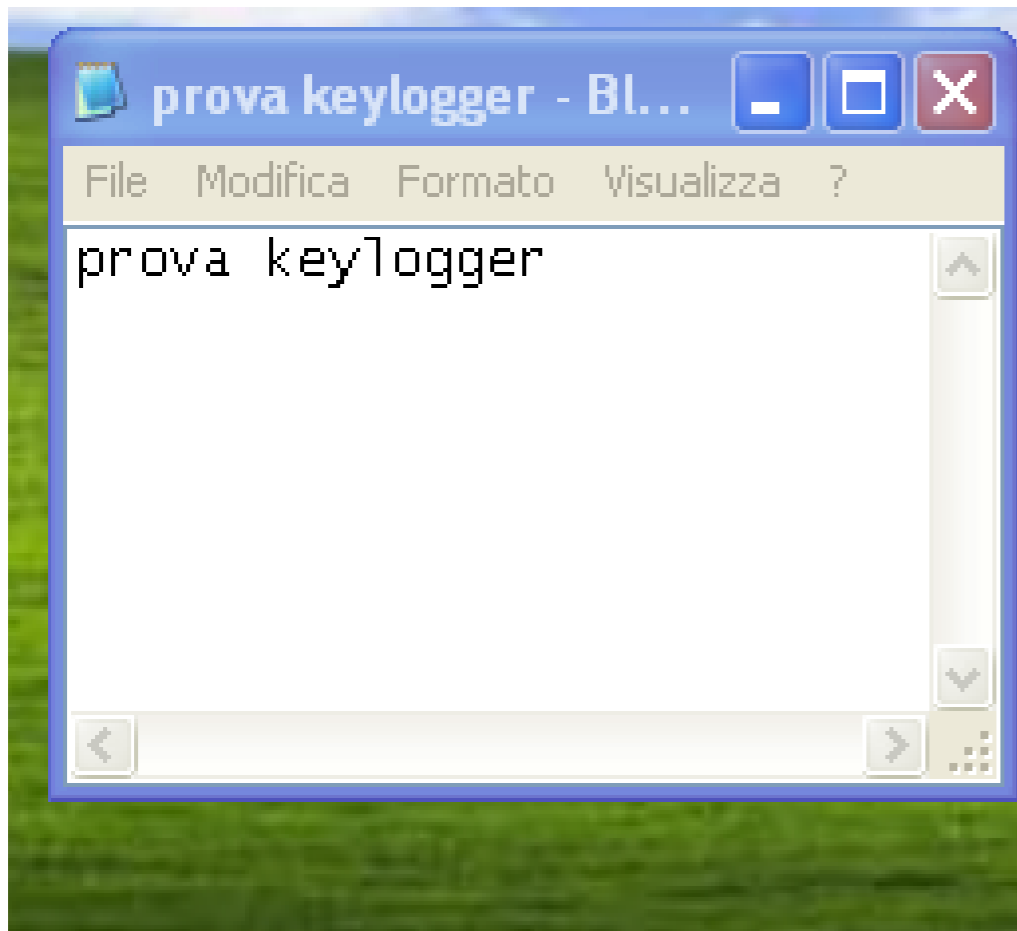 prova keylogger - Bl...
File Modifica Formato Visualizza ?
prova keylogger